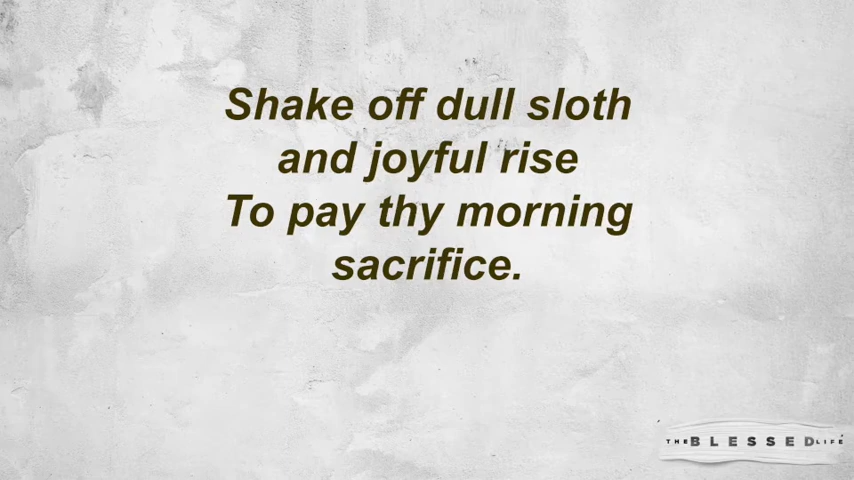 Shake off dull sloth
and joyful rise
To pay thy morning
sacrifice.
THE BLESSED LIFE